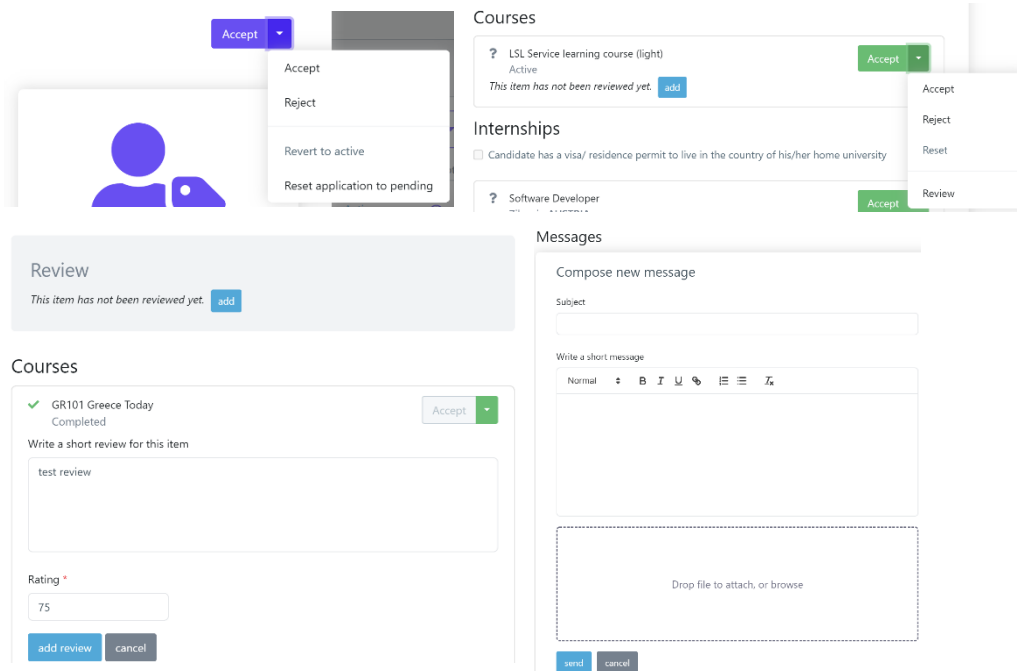 Accept
Accept
Reject
Revert to active
Reset application to pending
Courses
? LSL Service learning course (light)
Active
Accept
This item has not been reviewed yet. add
Accept
Reject
Reset
Review
Internships
Candidate has a visa/ residence permit to live in the country of his/her home university
? Software Developer
Accept
Review
This item has not been reviewed yet. add
Courses
GR101 Greece Today
Completed
Accept
Write a short review for this item
test review
Rating *
75
add review cancel
Messages
Compose new message
Subject
Write a short message
Normal B I U Tx
Drop file to attach, or browse
send cancel